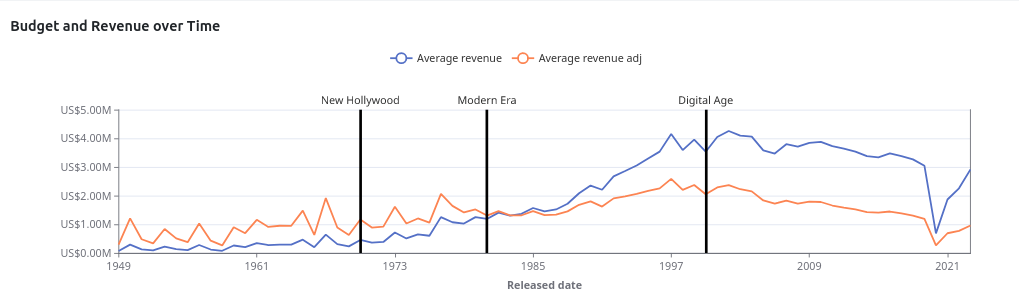 Budget and Revenue over Time
Average revenue Average revenue adj
New Hollywood Modern Era Digital Age
US$5.00M
US$4.00M
US$3.00M
US$2.00M
US$1.00M
US$0.00M
1949 1961 1973 1985 1997 2009 2021
Released date